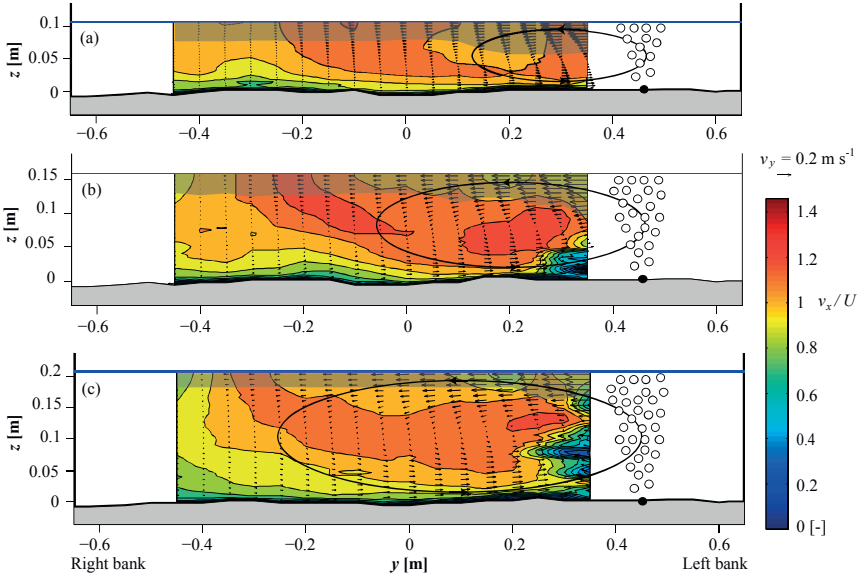 0.1
(a)
z [m]
0.05
0
−0.6 −0.4 −0.2 0 0.2 0.4 0.6
0.15
(b)
z [m]
0.1
0.05
0
−0.6 −0.4 −0.2 0 0.2 0.4 0.6
v_y = 0.2 m s⁻¹
1.4
1.2
1 v_x / U
0.8
0.6
0.4
0.2
0 [-]
0.2
(c)
0.15
z [m]
0.1
0.05
0
−0.6 −0.4 −0.2 0 0.2 0.4 0.6
Right bank y [m] Left bank